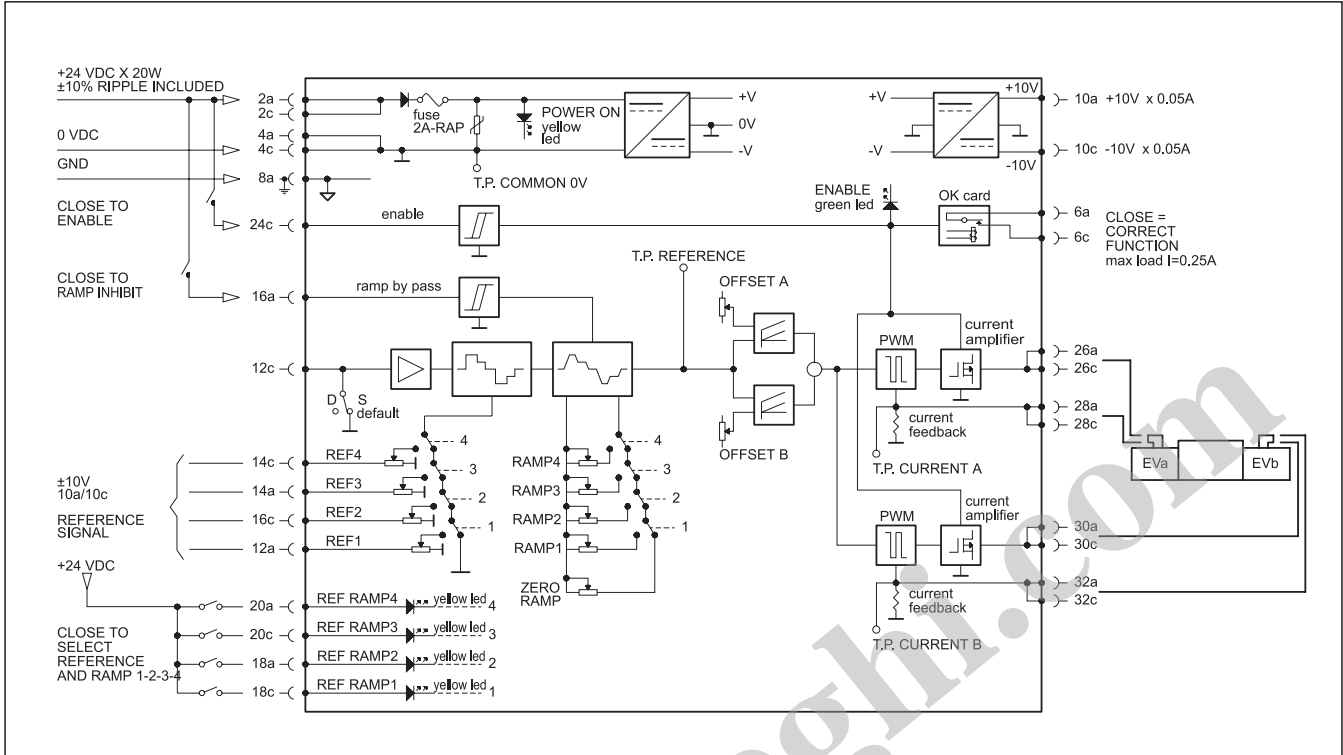 +24 VDC X 20W
±10% RIPPLE INCLUDED
0 VDC
GND
CLOSE TO
ENABLE
CLOSE TO
RAMP INHIBIT
2a
2c
4a
4c
8a
24c
16a
12c
fuse
2A-RAP
POWER ON
yellow
led
T.P. COMMON 0V
+V
0V
-V
+V
-V
+10V
-10V
10a +10V x 0.05A
10c -10V x 0.05A
enable
ENABLE
green led
OK card
6a
6c
CLOSE =
CORRECT
FUNCTION
max load I=0.25A
ramp by pass
T.P. REFERENCE
OFFSET A
OFFSET B
D
S
default
PWM
current
amplifier
current
feedback
T.P. CURRENT A
26a
26c
28a
28c
EVa
EVb
±10V
10a/10c
REFERENCE
SIGNAL
14c REF4
14a REF3
16c REF2
12a REF1
4
3
2
1
RAMP4
RAMP3
RAMP2
RAMP1
ZERO
RAMP
4
3
2
1
PWM
current
amplifier
current
feedback
T.P. CURRENT B
30a
30c
32a
32c
+24 VDC
CLOSE TO
SELECT
REFERENCE
AND RAMP 1-2-3-4
20a REF RAMP4 yellow led 4
20c REF RAMP3 yellow led 3
18a REF RAMP2 yellow led 2
18c REF RAMP1 yellow led 1
ghi.com